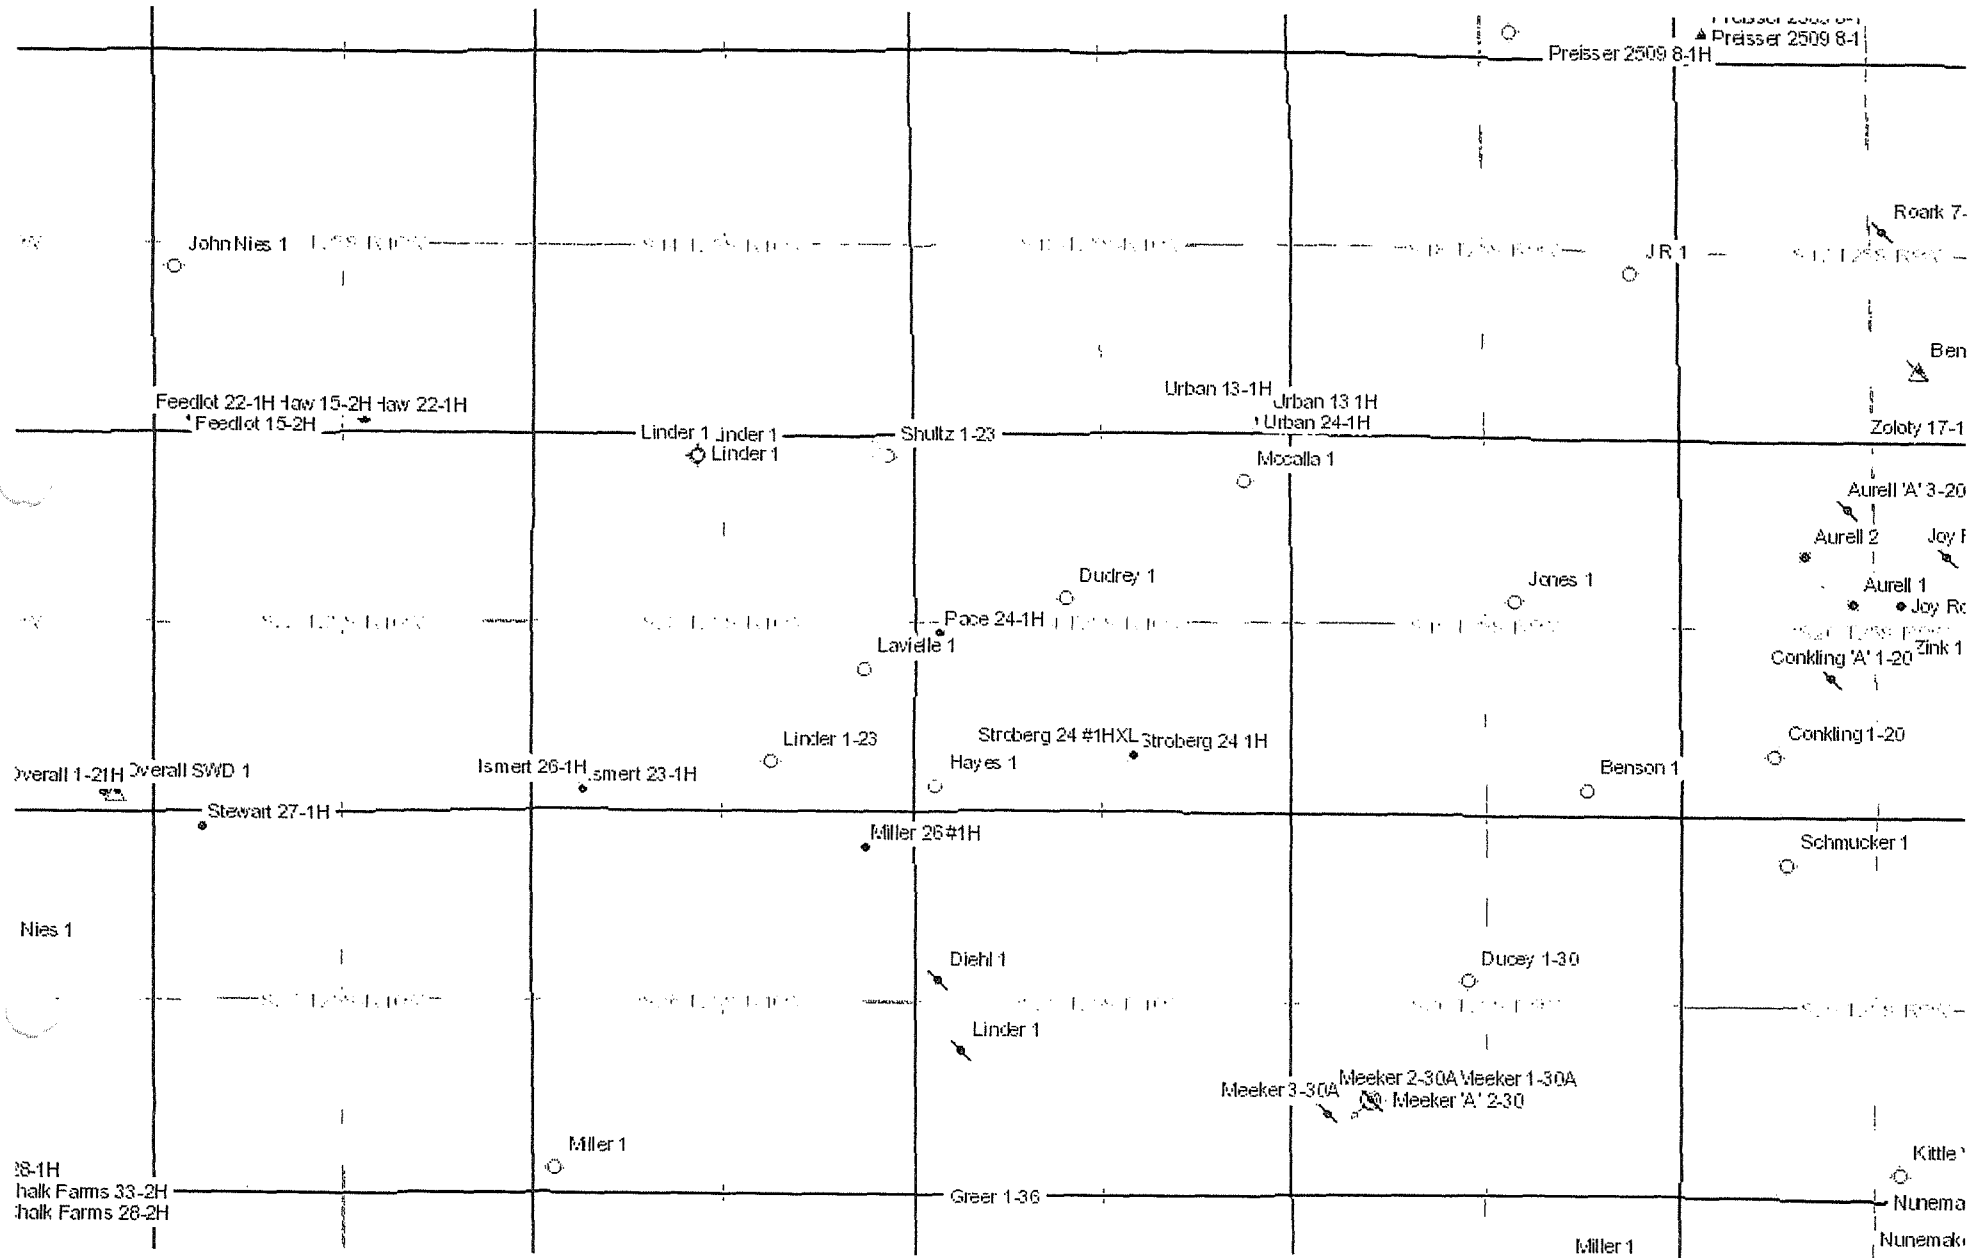 Preisser 2509 8-1
Preisser 2509 8-1H
Roark 7-
John Nies 1
J R 1
Ben
Urban 13-1H
Urban 13 1H
Feedlot 22-1H Haw 15-2H Haw 22-1H
Feedlot 15-2H
Urban 24-1H
Zoloty 17-1
Linder 1
Linder 1
Shultz 1-23
Linder 1
Mccalla 1
Aurell 'A' 3-20
Aurell 2
Joy
Dudrey 1
Jones 1
Aurell 1
Joy
Pace 24-1H
Lavielle 1
Zink 1
Conkling 'A' 1-20
Linder 1-23
Stroberg 24 #1HXL
Stroberg 24 1H
Conkling 1-20
Hayes 1
Benson 1
Overall 1-21H
Overall SWD 1
Ismert 26-1H
Ismert 23-1H
Stewart 27-1H
Miller 26 #1H
Schmucker 1
Nies 1
Diehl 1
Ducey 1-30
Linder 1
Meeker 3-30A
Meeker 2-30A
Meeker 1-30A
Meeker 'A' 2-30
Miller 1
Kittle
28-1H
halk Farms 33-2H
Greer 1-36
Nunema
halk Farms 28-2H
Miller 1
Nunemak